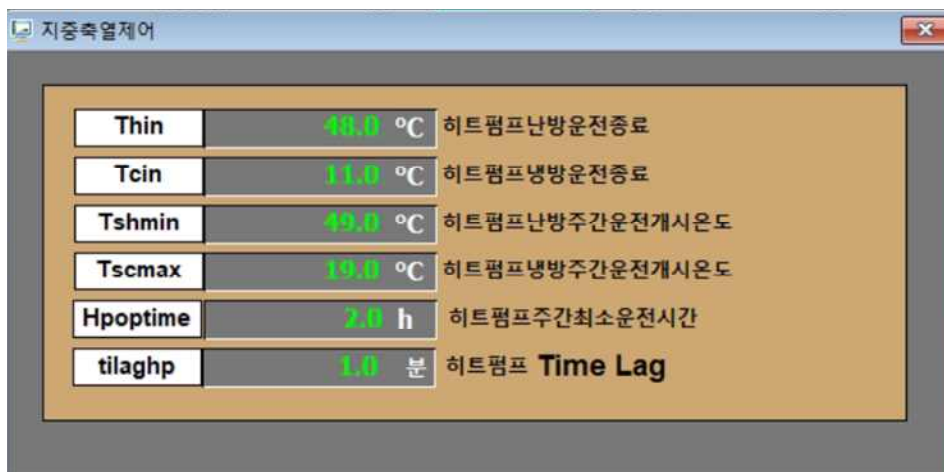 지중축열제어
Thin 48.0 ℃ 히트펌프난방운전종료
Tcin 11.0 ℃ 히트펌프냉방운전종료
Tshmin 49.0 ℃ 히트펌프난방주간운전개시온도
Tscmax 19.0 ℃ 히트펌프냉방주간운전개시온도
Hpoptime 2.0 h 히트펌프주간최소운전시간
tilaghp 1.0 분 히트펌프 Time Lag